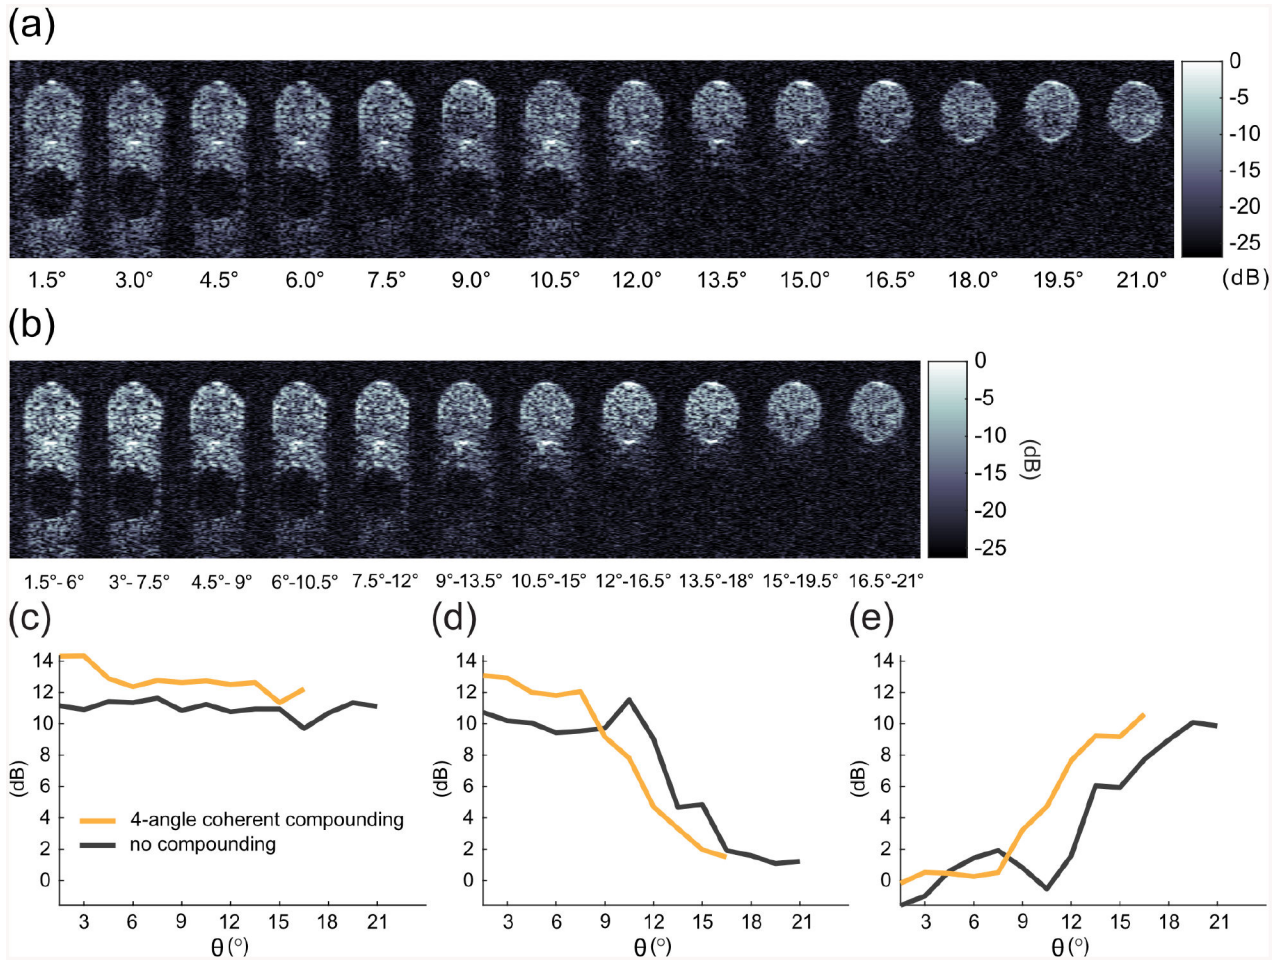 (a)
0
-5
-10
-15
-20
-25
(dB)
1.5° 3.0° 4.5° 6.0° 7.5° 9.0° 10.5° 12.0° 13.5° 15.0° 16.5° 18.0° 19.5° 21.0°
(b)
0
-5
-10
-15
-20
-25
(dB)
1.5°- 6° 3°- 7.5° 4.5°- 9° 6°-10.5° 7.5°-12° 9°-13.5° 10.5°-15° 12°-16.5° 13.5°-18° 15°-19.5° 16.5°-21°
(c)
14
12
10
8
6
4
2
0
(dB)
4-angle coherent compounding
no compounding
3 6 9 12 15 18 21
θ(°)
(d)
14
12
10
8
6
4
2
0
(dB)
3 6 9 12 15 18 21
θ(°)
(e)
14
12
10
8
6
4
2
0
(dB)
3 6 9 12 15 18 21
θ(°)